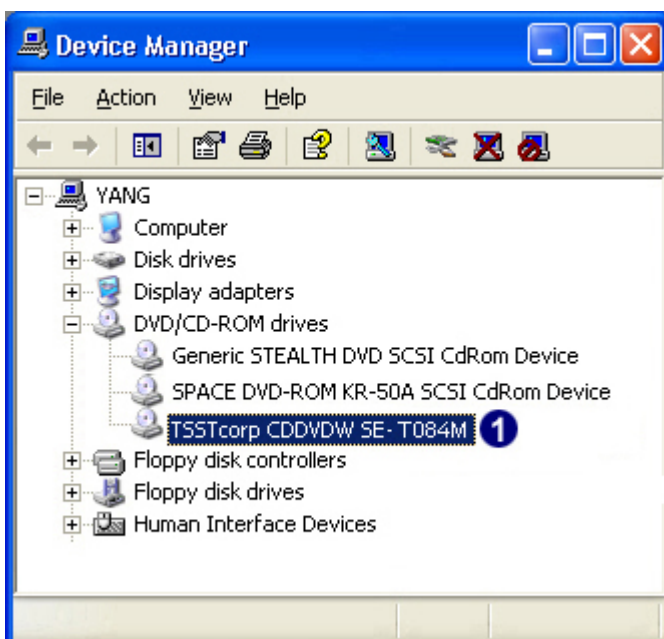 Device Manager
File Action View Help
YANG
Computer
Disk drives
Display adapters
DVD/CD-ROM drives
Generic STEALTH DVD SCSI CdRom Device
SPACE DVD-ROM KR-50A SCSI CdRom Device
TSSTcorp CDDVDW SE- T084M 1
Floppy disk controllers
Floppy disk drives
Human Interface Devices